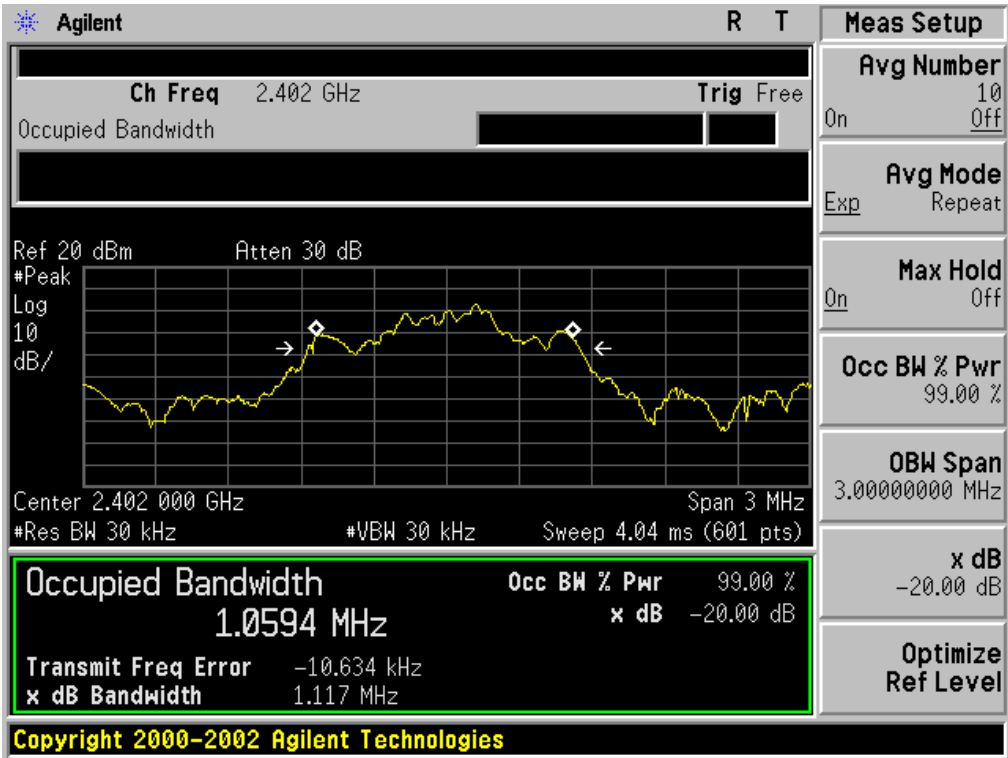 Agilent R T
Ch Freq 2.402 GHz Trig Free
Occupied Bandwidth
Ref 20 dBm Atten 30 dB
#Peak
Log
10
dB/
Center 2.402 000 GHz Span 3 MHz
#Res BW 30 kHz #VBW 30 kHz Sweep 4.04 ms (601 pts)
Occupied Bandwidth Occ BW % Pwr 99.00 %
1.0594 MHz x dB -20.00 dB
Transmit Freq Error -10.634 kHz
x dB Bandwidth 1.117 MHz
Copyright 2000-2002 Agilent Technologies
Meas Setup
Avg Number
10
On Off
Avg Mode
Exp Repeat
Max Hold
On Off
Occ BW % Pwr
99.00 %
OBW Span
3.00000000 MHz
x dB
-20.00 dB
Optimize
Ref Level